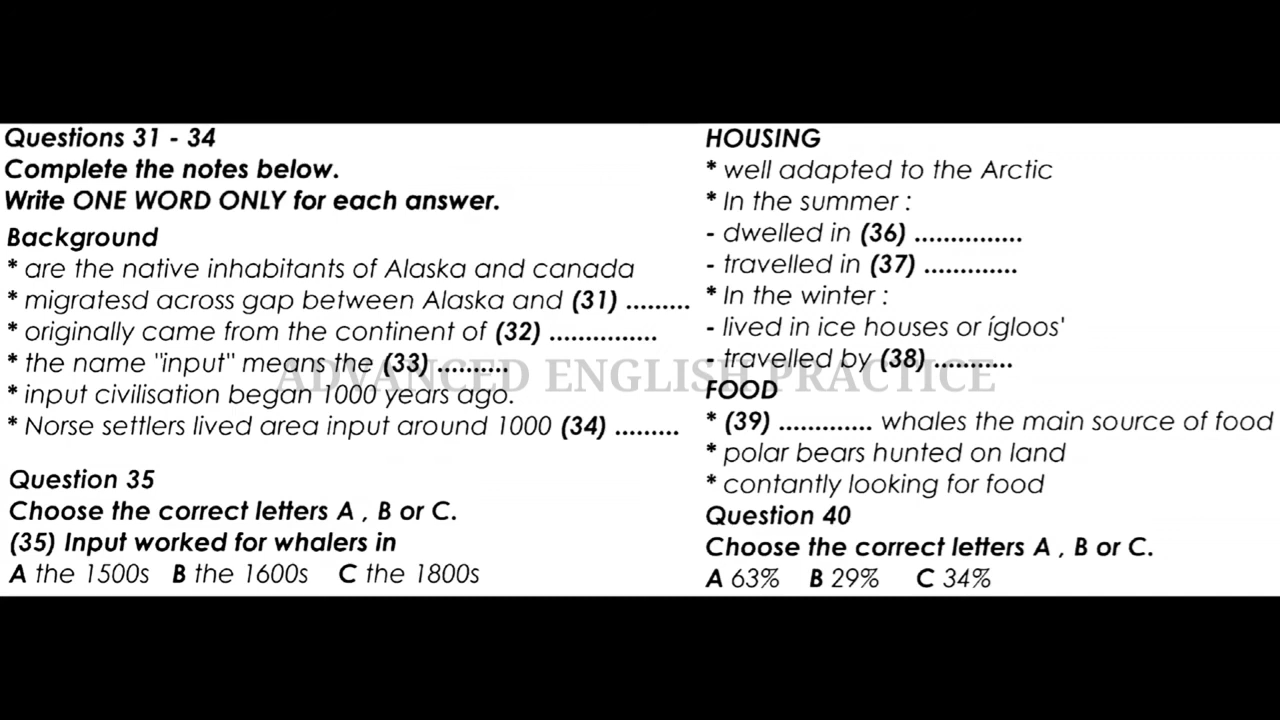 Questions 31 - 34
Complete the notes below.
Write ONE WORD ONLY for each answer.
Background
* are the native inhabitants of Alaska and canada
* migratesd across gap between Alaska and (31) .........
* originally came from the continent of (32) ...............
* the name "input" means the (33) ..........
* input civilisation began 1000 years ago.
* Norse settlers lived area input around 1000 (34) .........
Question 35
Choose the correct letters A , B or C.
(35) Input worked for whalers in
A the 1500s B the 1600s C the 1800s
HOUSING
* well adapted to the Arctic
* In the summer :
- dwelled in (36) ...............
- travelled in (37) .............
* In the winter :
- lived in ice houses or ígloos'
- travelled by (38) ...........
ADVANCED ENGLISH PRACTICE
FOOD
* (39) ............. whales the main source of food
* polar bears hunted on land
* contantly looking for food
Question 40
Choose the correct letters A , B or C.
A 63% B 29% C 34%